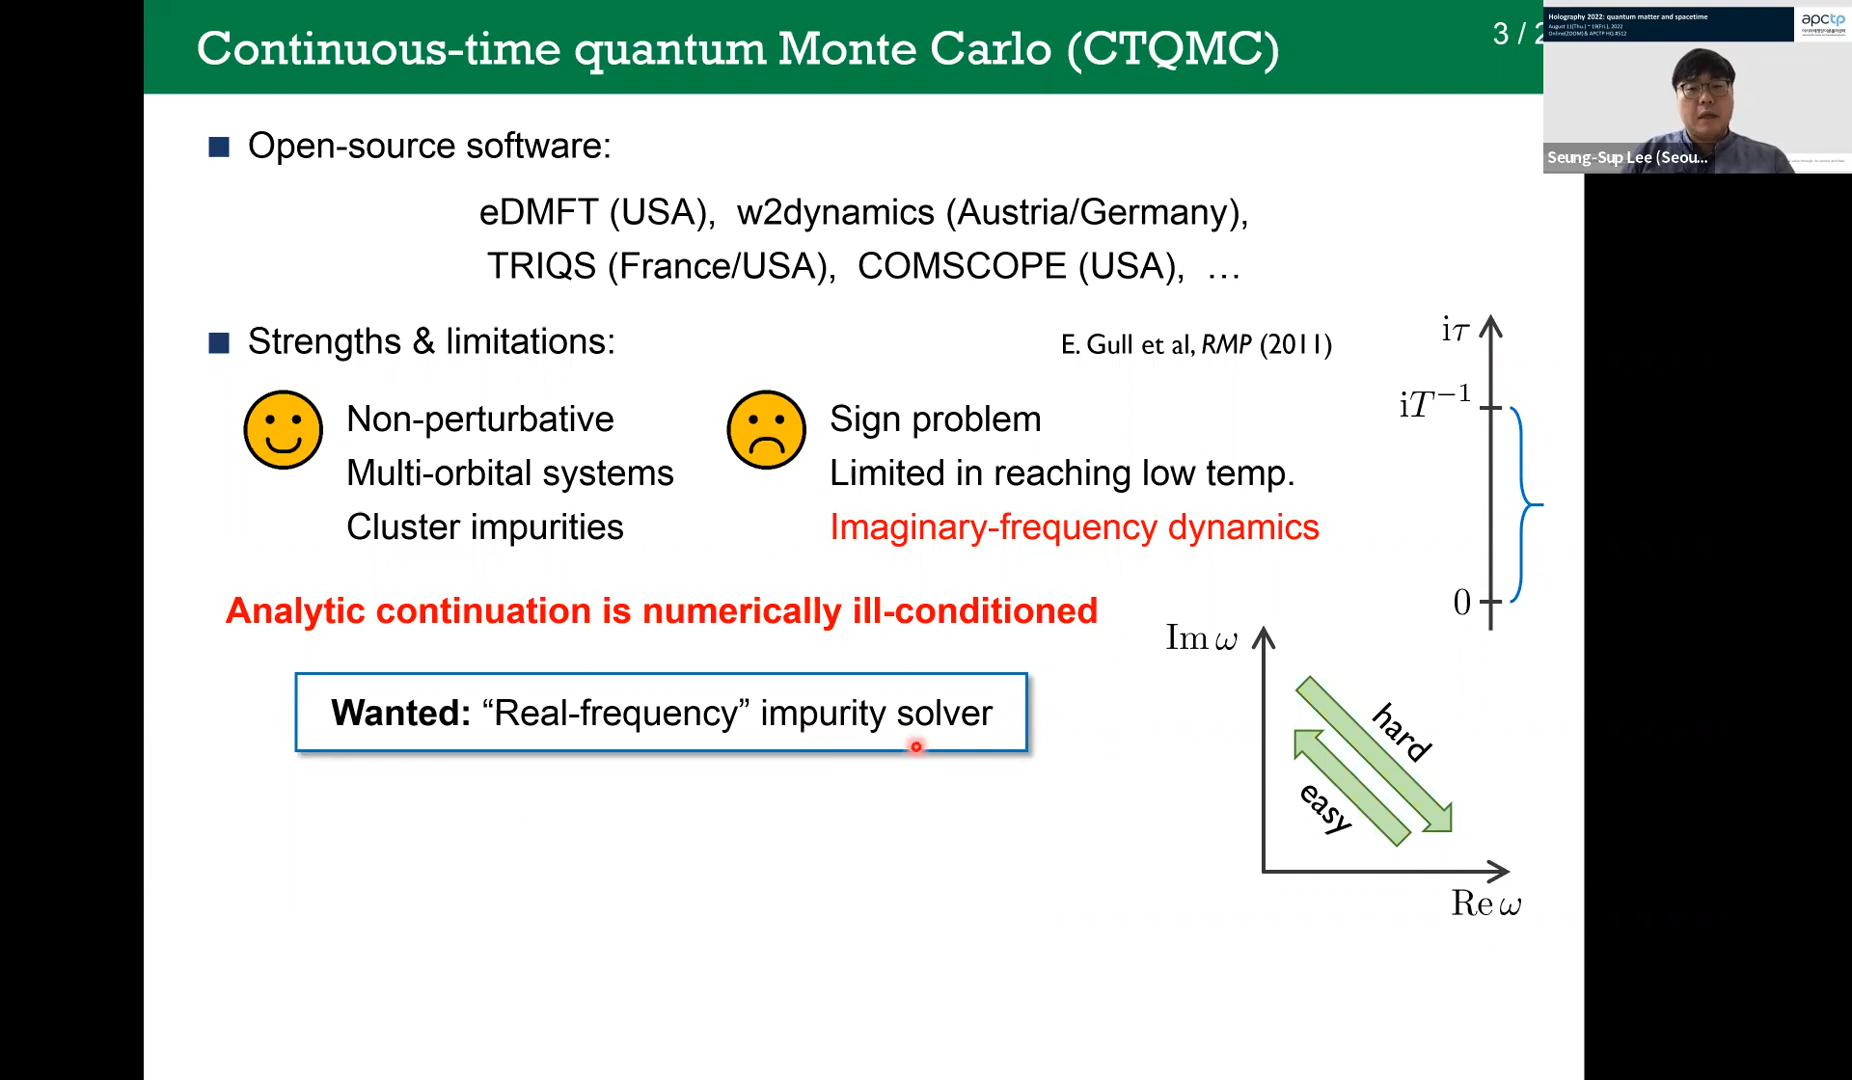 Continuous-time quantum Monte Carlo (CTQMC)
3 / 2
Holography 2022: quantum matter and spacetime
August 11(Thu.) ~ 19(Fri.), 2022
Online(ZOOM) & APCTP HQ #512
apctp
Seung-Sup Lee (Seou...
■ Open-source software:
eDMFT (USA), w2dynamics (Austria/Germany),
TRIQS (France/USA), COMSCOPE (USA), …
■ Strengths & limitations:
E. Gull et al, RMP (2011)
Non-perturbative
Multi-orbital systems
Cluster impurities
Sign problem
Limited in reaching low temp.
Imaginary-frequency dynamics
iτ
iT⁻¹
0
Analytic continuation is numerically ill-conditioned
Wanted: “Real-frequency” impurity solver
Im ω
hard
easy
Re ω